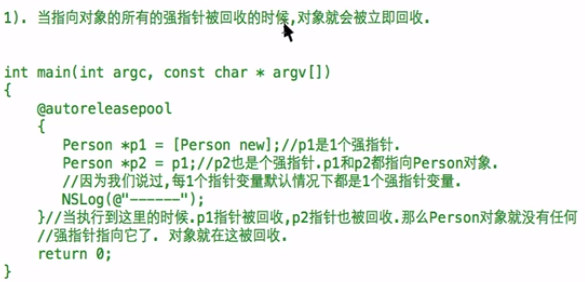 1). 当指向对象的所有的强指针被回收的时候,对象就会被立即回收.
int main(int argc, const char * argv[])
{
@autoreleasepool
{
Person *p1 = [Person new];//p1是1个强指针.
Person *p2 = p1;//p2也是个强指针.p1和p2都指向Person对象.
//因为我们说过,每1个指针变量默认情况下都是1个强指针变量.
NSLog(@"------");
}//当执行到这里的时候.p1指针被回收,p2指针也被回收.那么Person对象就没有任何
//强指针指向它了. 对象就在这被回收.
return 0;
}